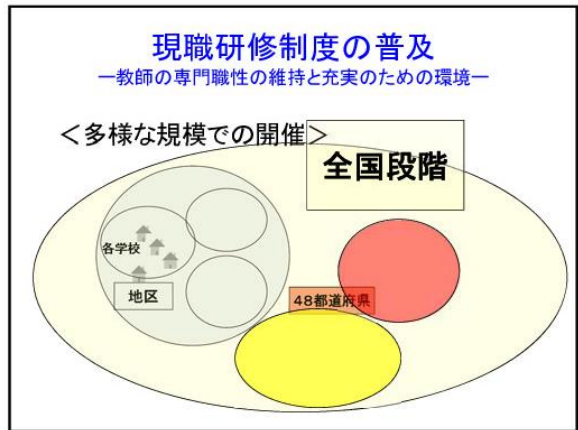 現職研修制度の普及
ー教師の専門職性の維持と充実のための環境ー
＜多様な規模での開催＞
全国段階
各学校
地区
48都道府県